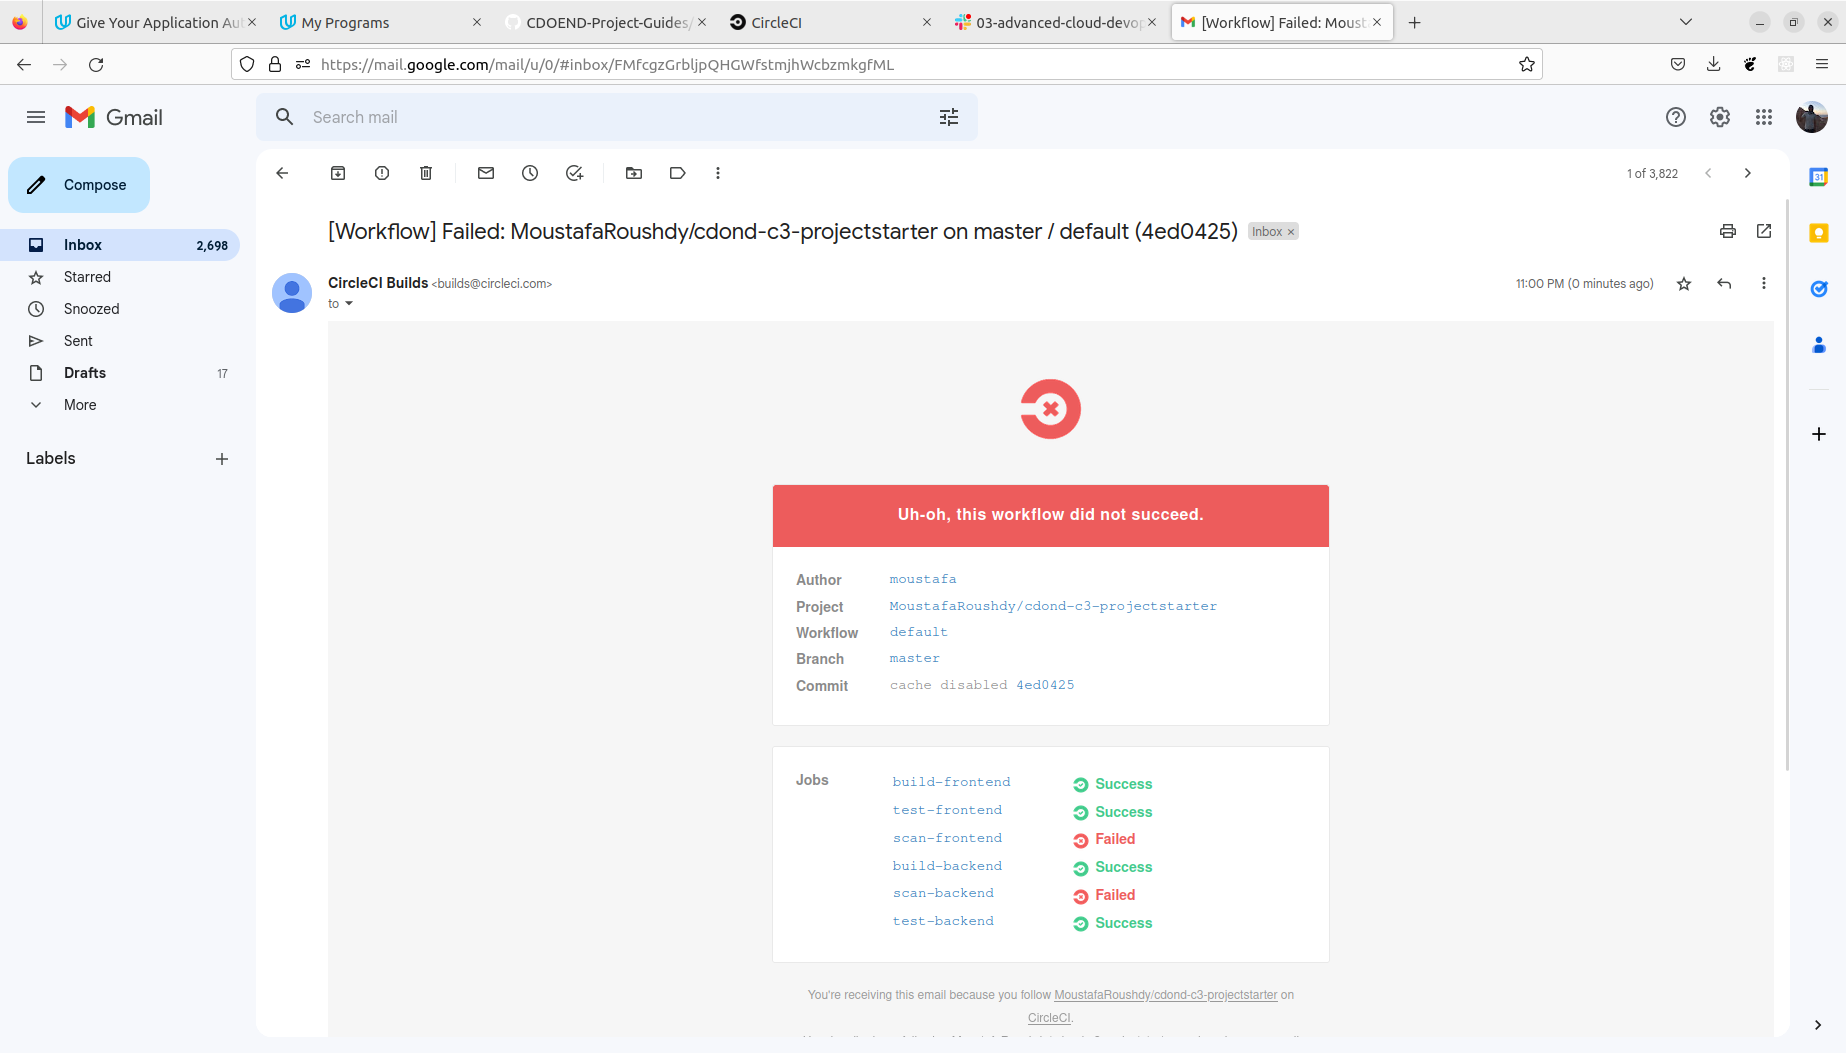 Give Your Application Au
My Programs
CDOEND-Project-Guides/
CircleCI
03-advanced-cloud-devop
[Workflow] Failed: Moust
https://mail.google.com/mail/u/0/#inbox/FMfcgzGrbljpQHGWfstmjhWcbzmkgfML
Gmail
Search mail
Compose
1 of 3,822
31
[Workflow] Failed: MoustafaRoushdy/cdond-c3-projectstarter on master / default (4ed0425) Inbox ×
Inbox 2,698
Starred
Snoozed
Sent
Drafts 17
More
Labels
CircleCI Builds <builds@circleci.com>
11:00 PM (0 minutes ago)
to
Uh-oh, this workflow did not succeed.
Author moustafa
Project MoustafaRoushdy/cdond-c3-projectstarter
Workflow default
Branch master
Commit cache disabled 4ed0425
Jobs build-frontend Success
test-frontend Success
scan-frontend Failed
build-backend Success
scan-backend Failed
test-backend Success
You're receiving this email because you follow MoustafaRoushdy/cdond-c3-projectstarter on
CircleCI.